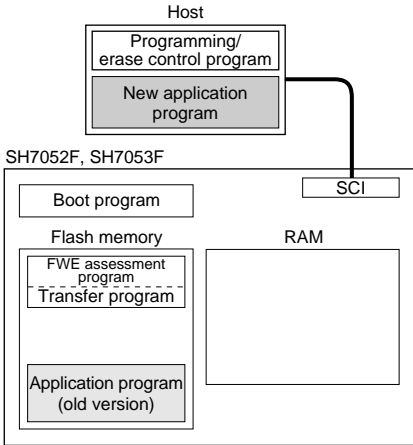 Host
Programming/
erase control program
New application
program
SH7052F, SH7053F
SCI
Boot program
Flash memory
RAM
FWE assessment
program
Transfer program
Application program
(old version)